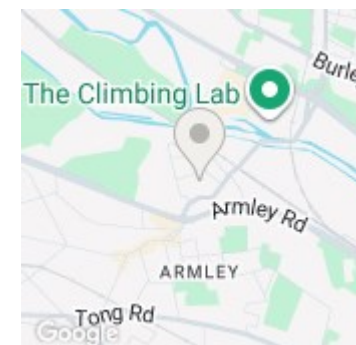 Burle
The Climbing Lab
Armley Rd
ARMLEY
Tong Rd
Google